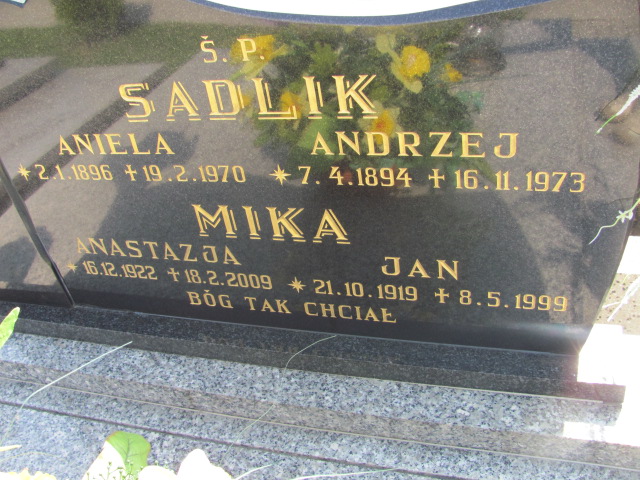 Ś. P.
SADLIK
ANIELA ANDRZEJ
* 2.1.1896 + 19.2.1970 * 7.4.1894 + 16.11.1973
MIKA
ANASTAZJA JAN
* 16.12.1922 + 18.2.2009 * 21.10.1919 + 8.5.1999
BÓG TAK CHCIAŁ